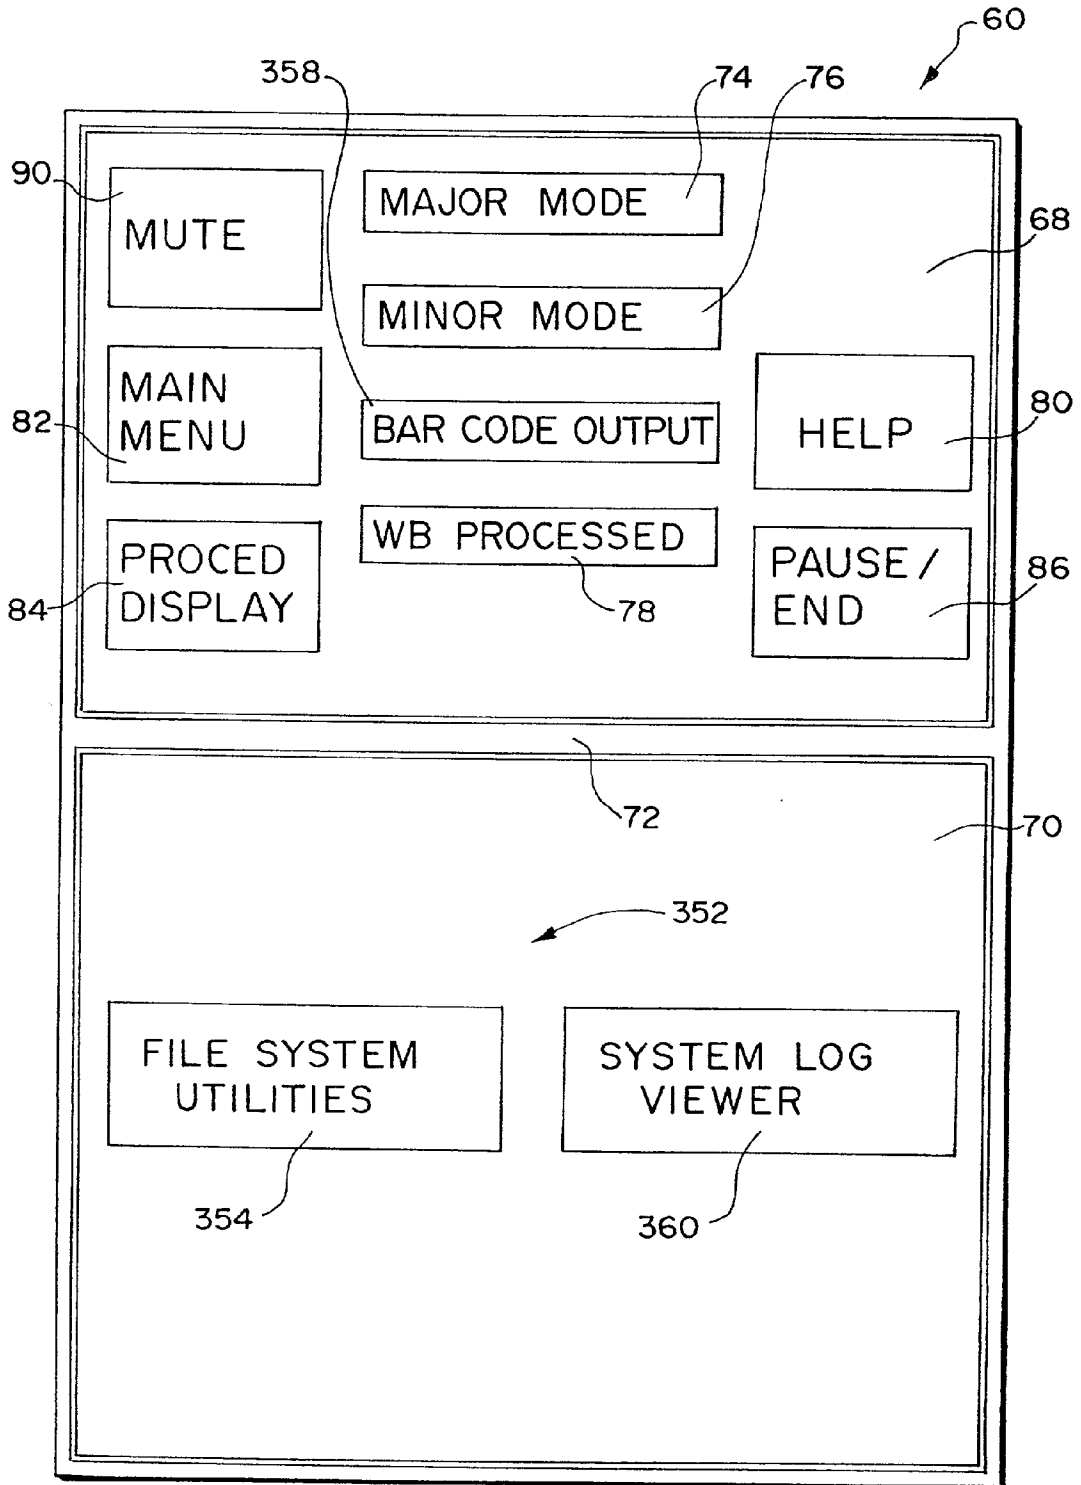 60
358
74
76
90
MUTE
MAJOR MODE
68
MINOR MODE
MAIN
MENU
82
BAR CODE OUTPUT
HELP
80
WB PROCESSED
PROCED
DISPLAY
84
78
PAUSE/
END
86
72
70
352
FILE SYSTEM
UTILITIES
SYSTEM LOG
VIEWER
354
360